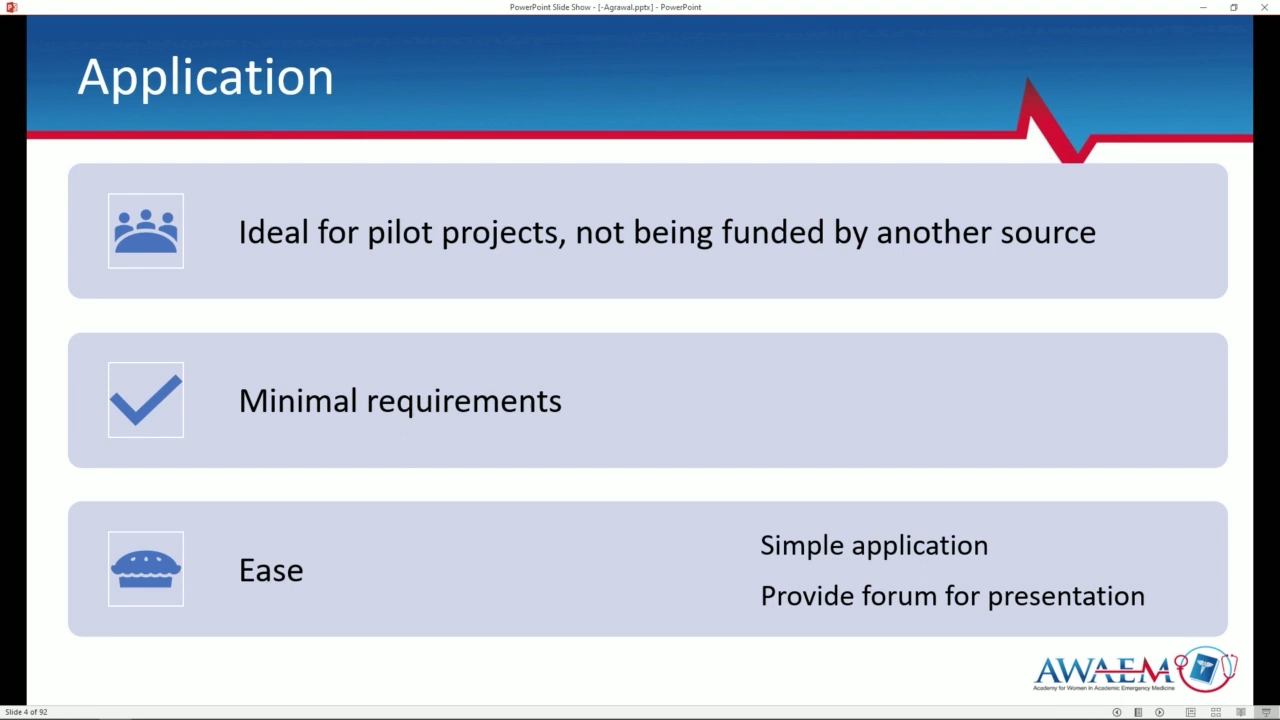 PowerPoint Slide Show - [-Agrawal.pptx] - PowerPoint
Application
Ideal for pilot projects, not being funded by another source
Minimal requirements
Ease
Simple application
Provide forum for presentation
AWAEM
Academy for Women in Academic Emergency Medicine
Slide 4 of 92